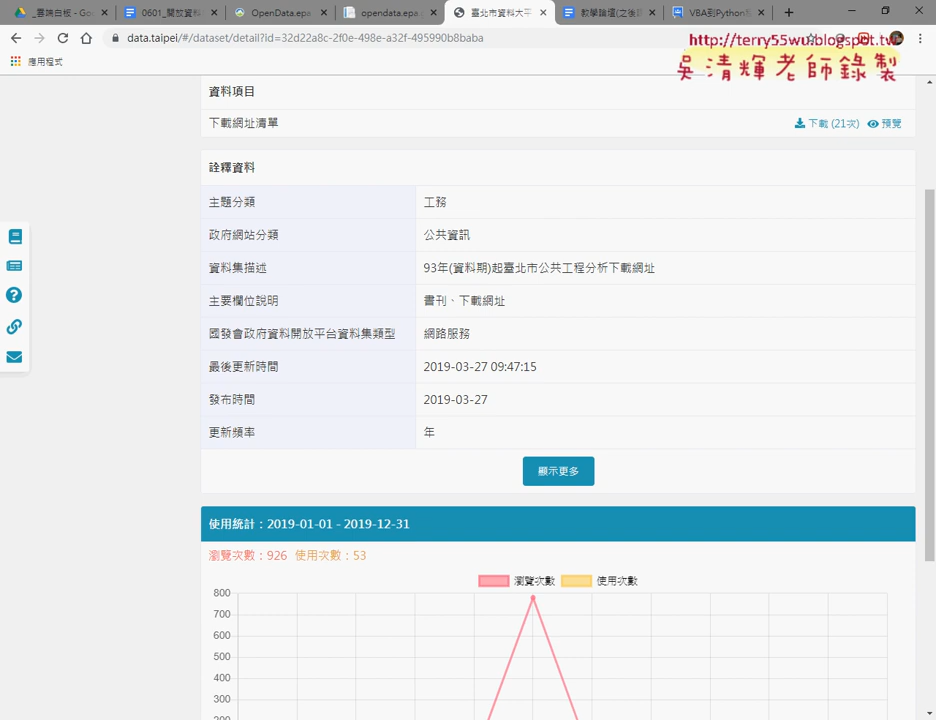 _雲端白板 - Goo
0601_開放資料
OpenData.epa
opendata.epa.
臺北市資料大平
教學論壇(之後
VBA到Python
data.taipei/#/dataset/detail?id=32d22a8c-2f0e-498e-a32f-495990b8baba
http://terry55wu.blogspot.tw
應用程式
吳清輝老師錄製
資料項目
下載網址清單
下載 (21次)
預覽
詮釋資料
主題分類
工務
政府網站分類
公共資訊
資料集描述
93年(資料期)起臺北市公共工程分析下載網址
主要欄位說明
書刊、下載網址
國發會政府資料開放平台資料集類型
網路服務
最後更新時間
2019-03-27 09:47:15
發布時間
2019-03-27
更新頻率
年
顯示更多
使用統計：2019-01-01 - 2019-12-31
瀏覽次數：926 使用次數：53
瀏覽次數
使用次數
800
700
600
500
400
300
200